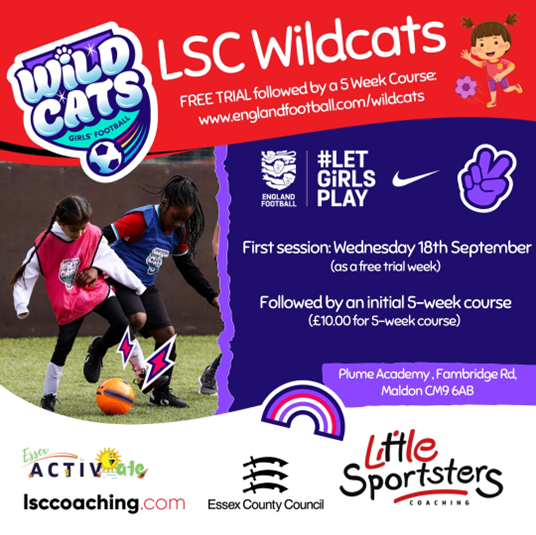 WILD
CATS
GIRLS' FOOTBALL
LSC Wildcats
FREE TRIAL followed by a 5 Week Course:
www.englandfootball.com/wildcats
ENGLAND
FOOTBALL
#LET
GiRLS
PLAY
First session: Wednesday 18th September
(as a free trial week)
Followed by an initial 5-week course
(£10.00 for 5-week course)
Plume Academy , Fambridge Rd,
Maldon CM9 6AB
Essex
ACTIVate
lsccoaching.com
Essex County Council
Little
Sportsters
COACHING